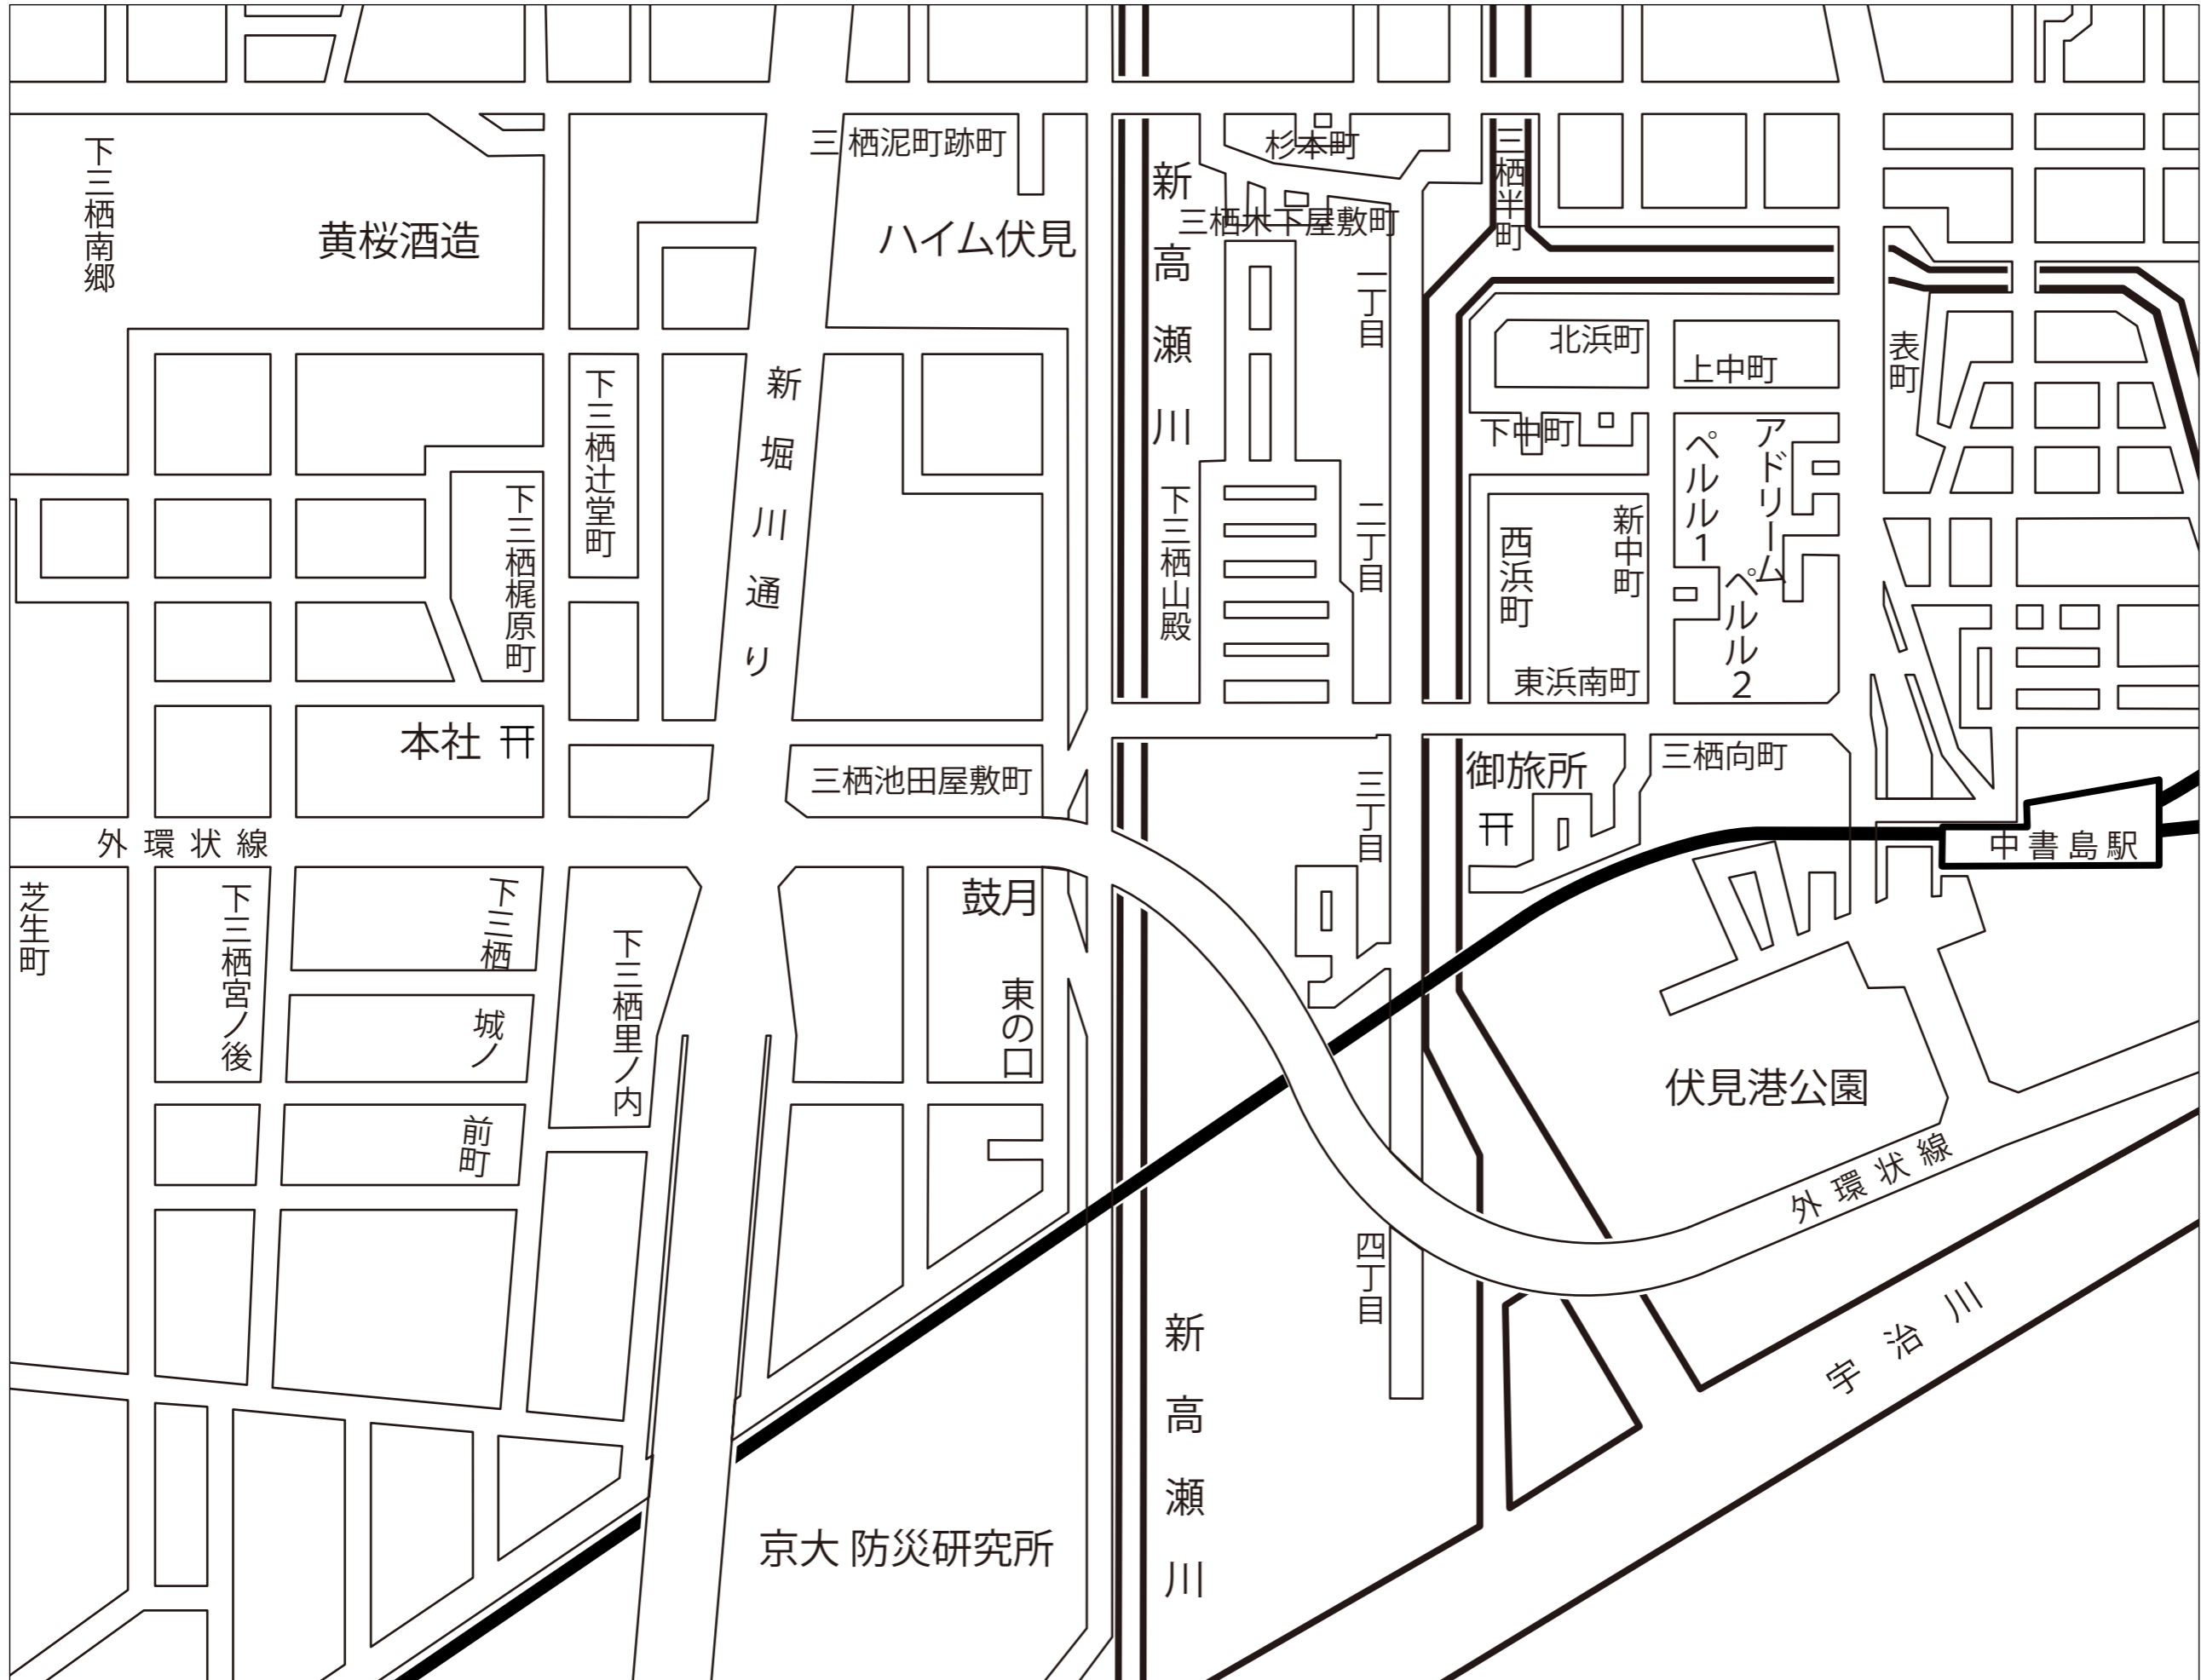 下三栖南郷
黄桜酒造
三栖泥町跡町
ハイム伏見
新高瀬川
杉本町
三栖木下屋敷町
三栖半町
一丁目
北浜町
上中町
表町
下中町
ペルル1
アドリーム
ペルル2
下三栖辻堂町
新堀川通り
下三栖梶原町
下三栖山殿
二丁目
西浜町
新中町
東浜南町
本社
三栖池田屋敷町
三丁目
御旅所
三栖向町
中書島駅
外環状線
芝生町
下三栖宮ノ後
下三栖
城ノ
前町
下三栖里ノ内
鼓月
東の口
伏見港公園
外環状線
四丁目
宇治川
新高瀬川
京大 防災研究所